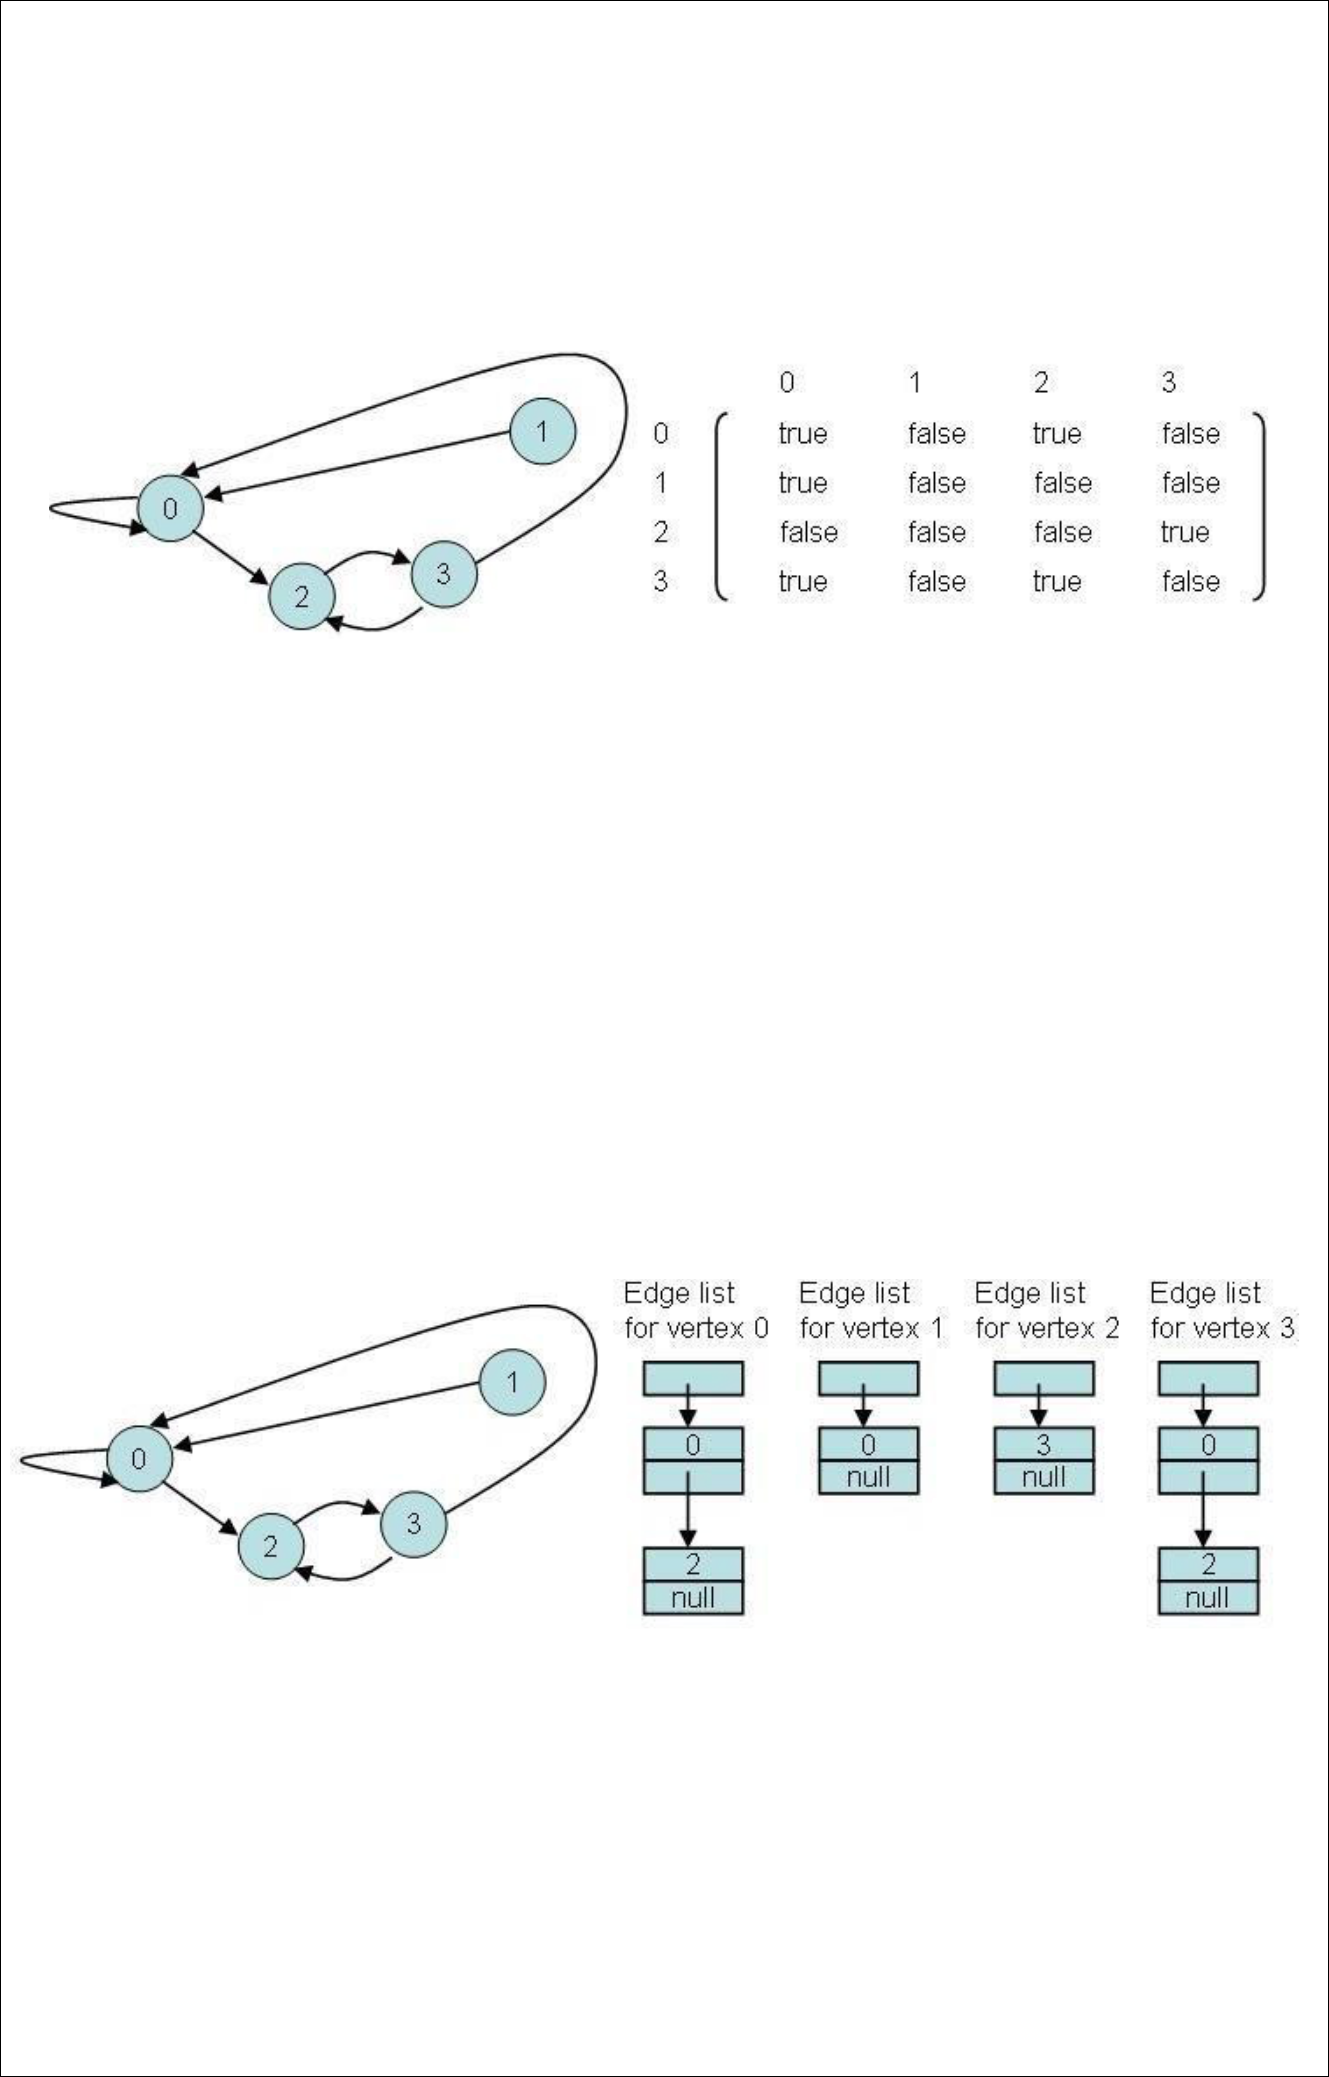 0 1 2 3
1
0 true false true false
0
1 true false false false
2 false false false true
3
2
3 true false true false
Edge list Edge list Edge list Edge list
for vertex 0 for vertex 1 for vertex 2 for vertex 3
1
0
0 0 3 0
null null
3
2
2 2
null null